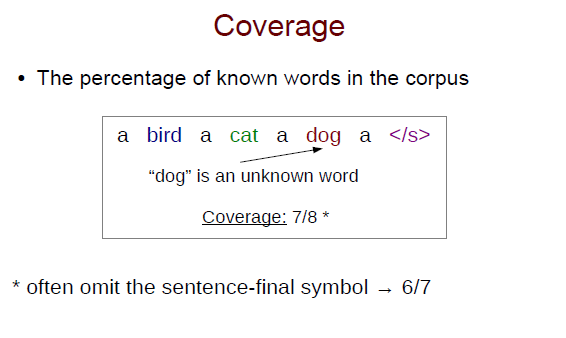 Coverage
• The percentage of known words in the corpus
a bird a cat a dog a </s>
“dog” is an unknown word
Coverage: 7/8 *
* often omit the sentence-final symbol → 6/7